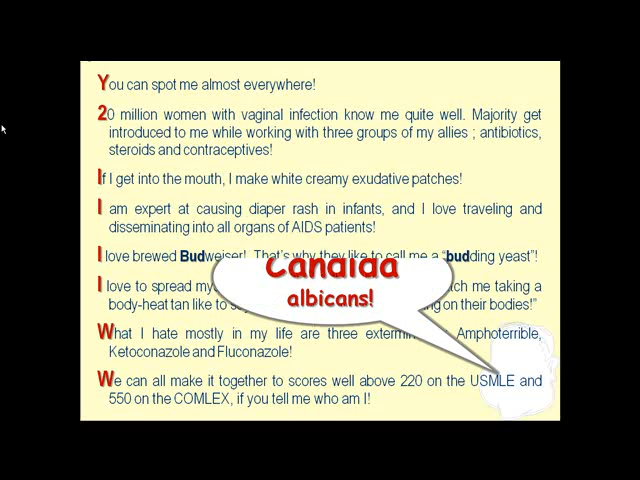 You can spot me almost everywhere!
20 million women with vaginal infection know me quite well. Majority get
introduced to me while working with three groups of my allies ; antibiotics,
steroids and contraceptives!
If I get into the mouth, I make white creamy exudative patches!
I am expert at causing diaper rash in infants, and I love traveling and
disseminating into all organs of AIDS patients!
I love brewed Budweiser! That's why they like to call me a "budding yeast"!
Candida
albicans!
I love to spread my taking a
body-heat tan like to on their bodies!"
What I hate mostly in my life are three Amphoterrible,
Ketoconazole and Fluconazole!
We can all make it together to scores well above 220 on the USMLE and
550 on the COMLEX, if you tell me who am I!